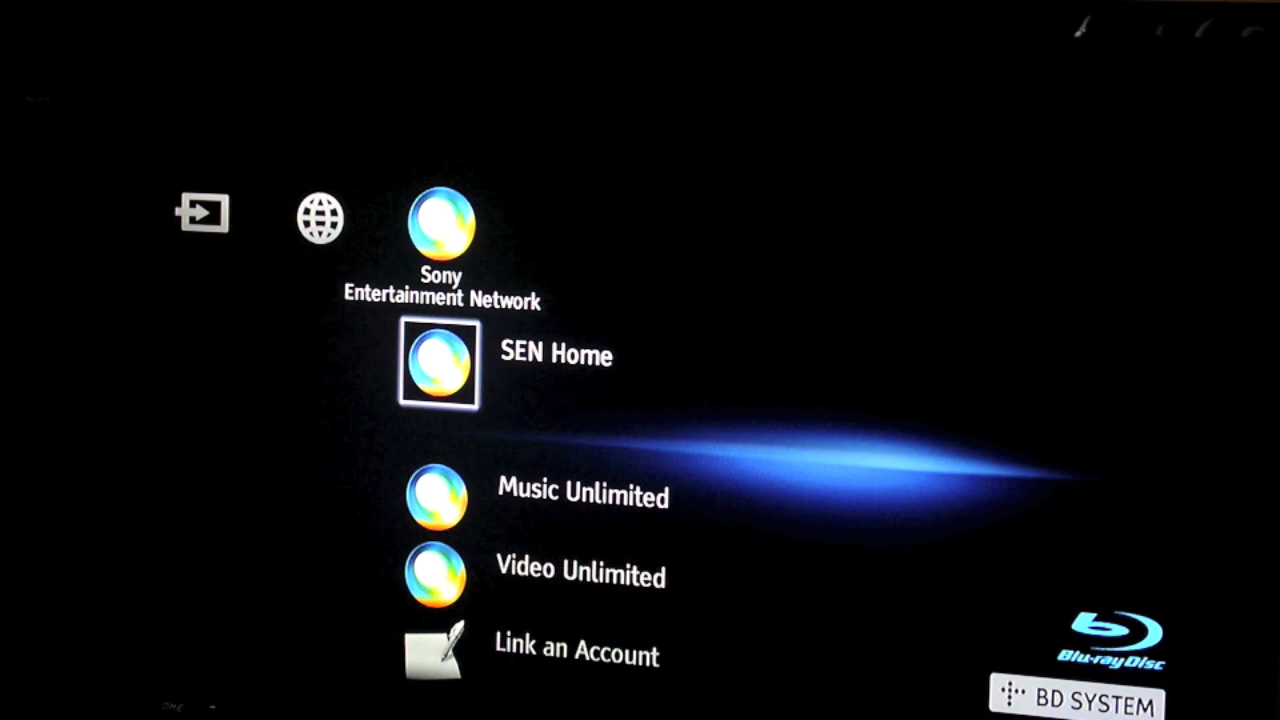 Sony
Entertainment Network
SEN Home
Music Unlimited
Video Unlimited
Link an Account
Blu-ray Disc
BD SYSTEM